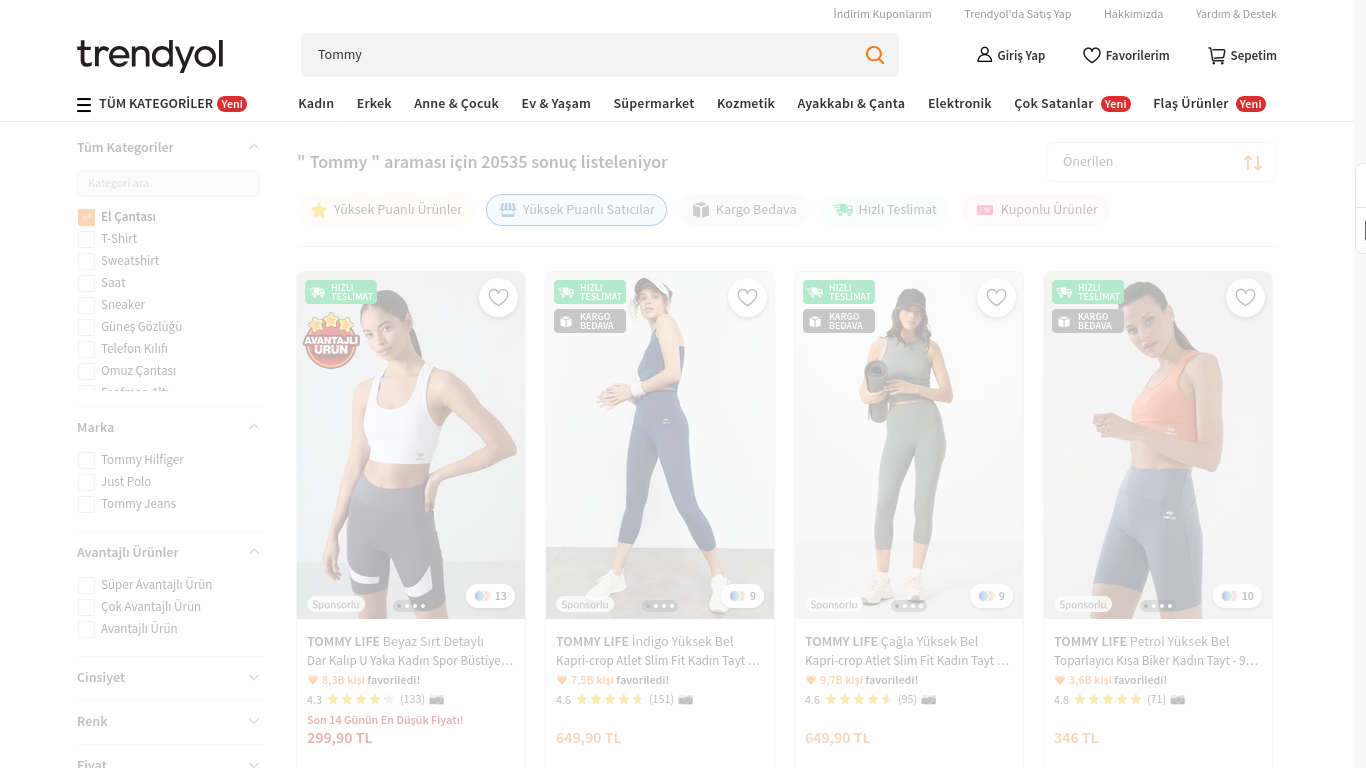 İndirim Kuponlarım
Trendyol'da Satış Yap
Hakkımızda
Yardım & Destek
trendyol
Tommy
Giriş Yap
Favorilerim
Sepetim
TÜM KATEGORİLER Yeni
Kadın
Erkek
Anne & Çocuk
Ev & Yaşam
Süpermarket
Kozmetik
Ayakkabı & Çanta
Elektronik
Çok Satanlar Yeni
Flaş Ürünler Yeni
Tüm Kategoriler
Kategori ara
El Çantası
T-Shirt
Sweatshirt
Saat
Sneaker
Güneş Gözlüğü
Telefon Kılıfı
Omuz Çantası
Marka
Tommy Hilfiger
Just Polo
Tommy Jeans
Avantajlı Ürünler
Süper Avantajlı Ürün
Çok Avantajlı Ürün
Avantajlı Ürün
Cinsiyet
Renk
Fiyat
" Tommy " araması için 20535 sonuç listeleniyor
Önerilen
Yüksek Puanlı Ürünler
Yüksek Puanlı Satıcılar
Kargo Bedava
Hızlı Teslimat
Kuponlu Ürünler
HIZLI
TESLİMAT
AVANTAJLI
ÜRÜN
Sponsorlu
13
TOMMY LIFE Beyaz Sırt Detaylı
Dar Kalıp U Yaka Kadın Spor Büstiye…
8,3B kişi favoriledi!
4.3 (133)
Son 14 Günün En Düşük Fiyatı!
299,90 TL
HIZLI
TESLİMAT
KARGO
BEDAVA
Sponsorlu
9
TOMMY LIFE İndigo Yüksek Bel
Kapri-crop Atlet Slim Fit Kadın Tayt …
7,5B kişi favoriledi!
4.6 (151)
649,90 TL
HIZLI
TESLİMAT
KARGO
BEDAVA
Sponsorlu
9
TOMMY LIFE Çağla Yüksek Bel
Kapri-crop Atlet Slim Fit Kadın Tayt …
9,7B kişi favoriledi!
4.6 (95)
649,90 TL
HIZLI
TESLİMAT
KARGO
BEDAVA
Sponsorlu
10
TOMMY LIFE Petrol Yüksek Bel
Toparlayıcı Kısa Biker Kadın Tayt - 9…
3,6B kişi favoriledi!
4.8 (71)
346 TL